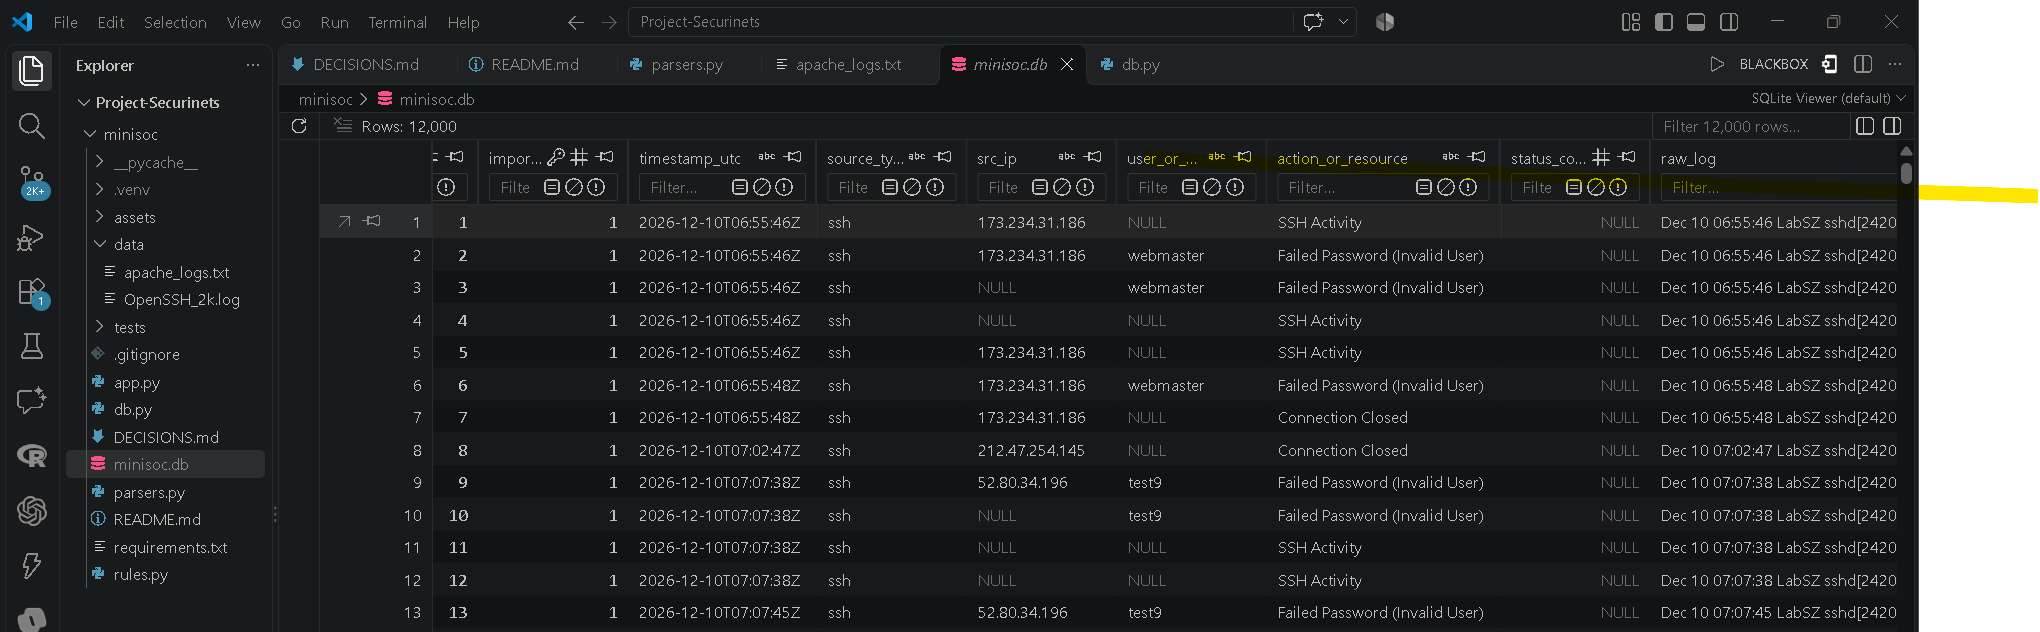 File Edit Selection View Go Run Terminal Help
Project-Securinets
Explorer
Project-Securinets
minisoc
__pycache__
.venv
assets
data
apache_logs.txt
OpenSSH_2k.log
tests
.gitignore
app.py
db.py
DECISIONS.md
minisoc.db
parsers.py
README.md
requirements.txt
rules.py
2K+
1
DECISIONS.md README.md parsers.py apache_logs.txt minisoc.db db.py
BLACKBOX
minisoc > minisoc.db
SQLite Viewer (default)
Rows: 12,000
Filter 12,000 rows...
impor... timestamp_utc abc source_ty... abc src_ip abc user_or_... abc action_or_resource abc status_co... raw_log
Filte Filter... Filte Filte Filte Filter... Filte Filter...
1 1 1 2026-12-10T06:55:46Z ssh 173.234.31.186 NULL SSH Activity NULL Dec 10 06:55:46 LabSZ sshd[2420
2 2 1 2026-12-10T06:55:46Z ssh 173.234.31.186 webmaster Failed Password (Invalid User) NULL Dec 10 06:55:46 LabSZ sshd[2420
3 3 1 2026-12-10T06:55:46Z ssh NULL webmaster Failed Password (Invalid User) NULL Dec 10 06:55:46 LabSZ sshd[2420
4 4 1 2026-12-10T06:55:46Z ssh NULL NULL SSH Activity NULL Dec 10 06:55:46 LabSZ sshd[2420
5 5 1 2026-12-10T06:55:46Z ssh 173.234.31.186 NULL SSH Activity NULL Dec 10 06:55:46 LabSZ sshd[2420
6 6 1 2026-12-10T06:55:48Z ssh 173.234.31.186 webmaster Failed Password (Invalid User) NULL Dec 10 06:55:48 LabSZ sshd[2420
7 7 1 2026-12-10T06:55:48Z ssh 173.234.31.186 NULL Connection Closed NULL Dec 10 06:55:48 LabSZ sshd[2420
8 8 1 2026-12-10T07:02:47Z ssh 212.47.254.145 NULL Connection Closed NULL Dec 10 07:02:47 LabSZ sshd[2420
9 9 1 2026-12-10T07:07:38Z ssh 52.80.34.196 test9 Failed Password (Invalid User) NULL Dec 10 07:07:38 LabSZ sshd[2420
10 10 1 2026-12-10T07:07:38Z ssh NULL test9 Failed Password (Invalid User) NULL Dec 10 07:07:38 LabSZ sshd[2420
11 11 1 2026-12-10T07:07:38Z ssh NULL NULL SSH Activity NULL Dec 10 07:07:38 LabSZ sshd[2420
12 12 1 2026-12-10T07:07:38Z ssh NULL NULL SSH Activity NULL Dec 10 07:07:38 LabSZ sshd[2420
13 13 1 2026-12-10T07:07:45Z ssh 52.80.34.196 test9 Failed Password (Invalid User) NULL Dec 10 07:07:45 LabSZ sshd[2420